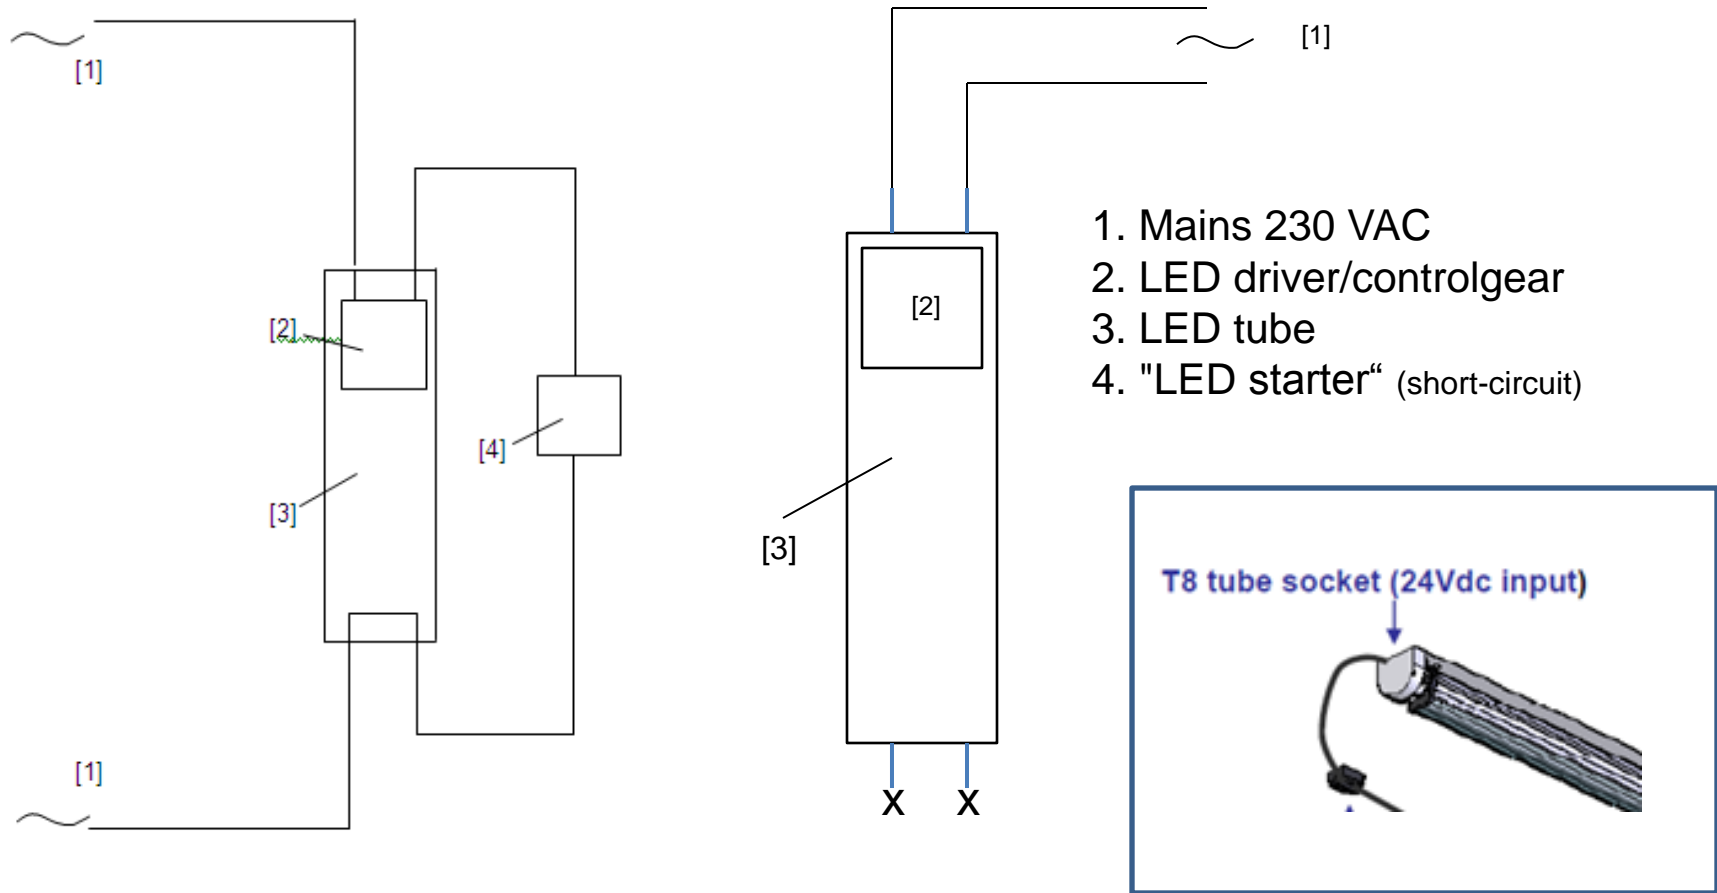 [1]
[1]
1. Mains 230 VAC
2. LED driver/controlgear
3. LED tube
4. "LED starter“ (short-circuit)
[2]
[2]
[4]
[3]
[3]
T8 tube socket (24Vdc input)
[1]
X X